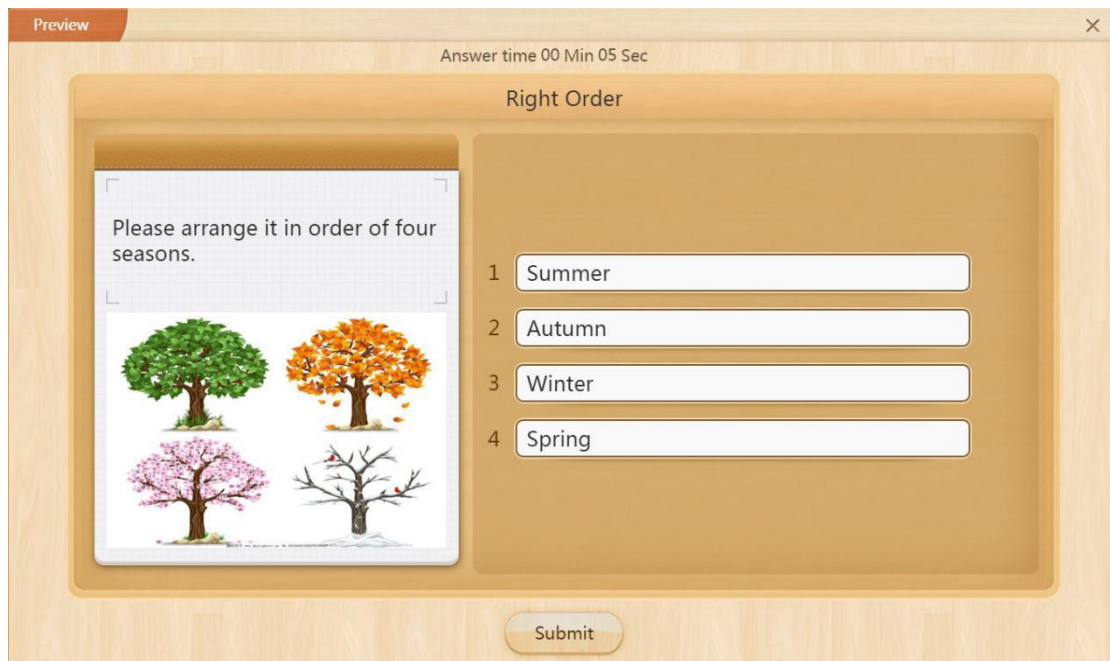 Preview
Answer time 00 Min 05 Sec
Right Order
Please arrange it in order of four
seasons.
1 Summer
2 Autumn
3 Winter
4 Spring
Submit